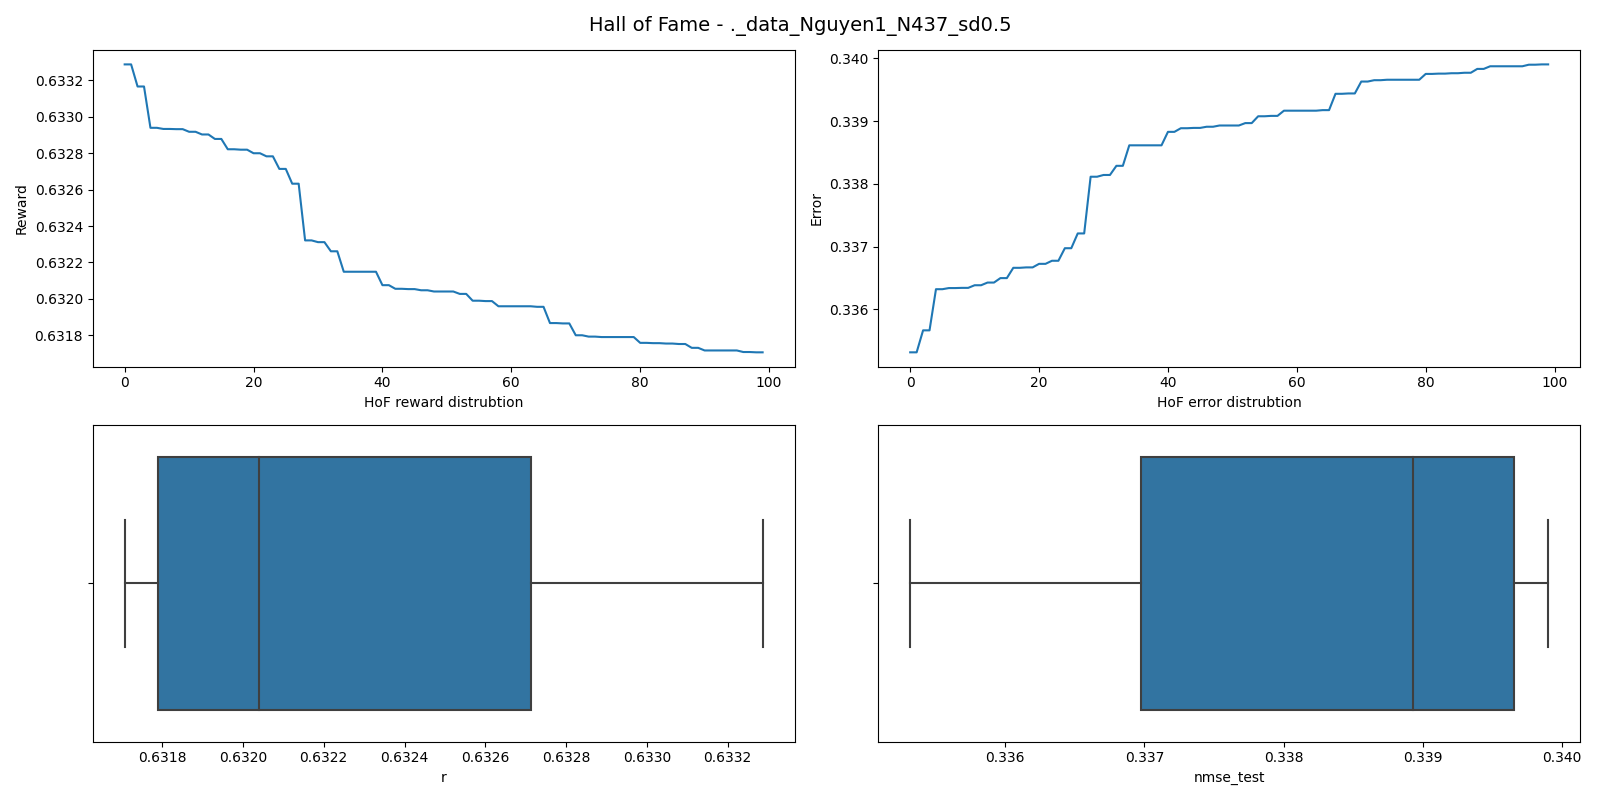 Hall of Fame - ._data_Nguyen1_N437_sd0.5
0.6332
0.6330
0.6328
0.6326
0.6324
0.6322
0.6320
0.6318
Reward
0 20 40 60 80 100
HoF reward distrubtion
0.340
0.339
0.338
0.337
0.336
Error
0 20 40 60 80 100
HoF error distrubtion
0.6318 0.6320 0.6322 0.6324 0.6326 0.6328 0.6330 0.6332
r
0.336 0.337 0.338 0.339 0.340
nmse_test